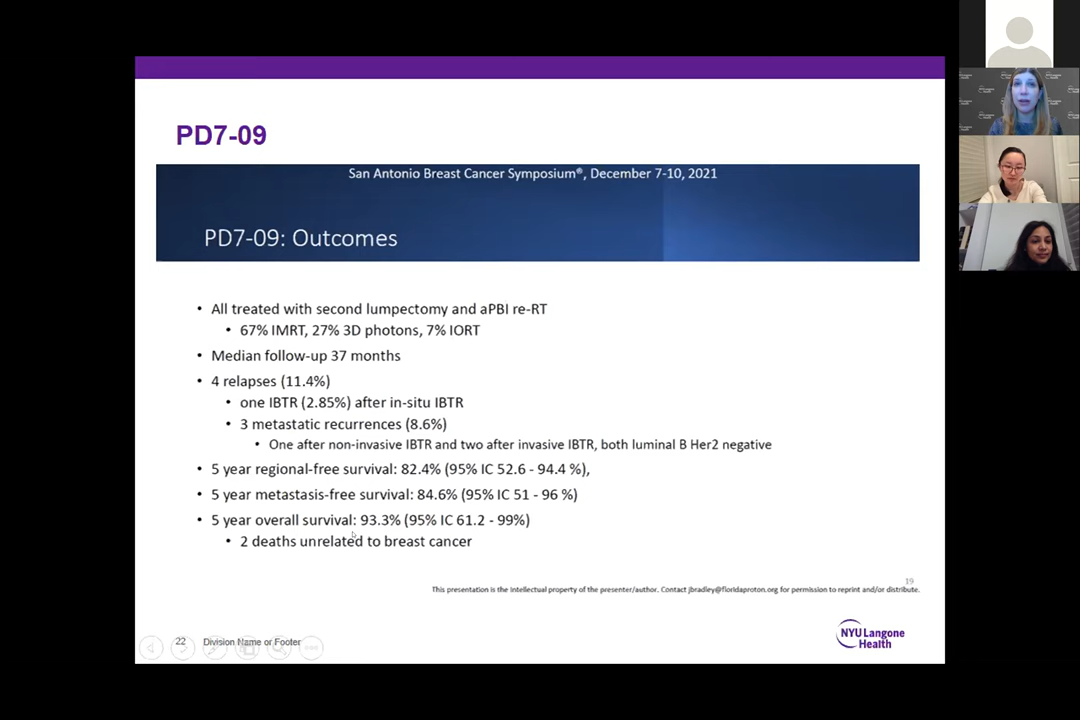 PD7-09
San Antonio Breast Cancer Symposium®, December 7-10, 2021
PD7-09: Outcomes
• All treated with second lumpectomy and aPBI re-RT
• 67% IMRT, 27% 3D photons, 7% IORT
• Median follow-up 37 months
• 4 relapses (11.4%)
• one IBTR (2.85%) after in-situ IBTR
• 3 metastatic recurrences (8.6%)
• One after non-invasive IBTR and two after invasive IBTR, both luminal B Her2 negative
• 5 year regional-free survival: 82.4% (95% IC 52.6 - 94.4 %),
• 5 year metastasis-free survival: 84.6% (95% IC 51 - 96 %)
• 5 year overall survival: 93.3% (95% IC 61.2 - 99%)
• 2 deaths unrelated to breast cancer
19
This presentation is the intellectual property of the presenter/author. Contact jbradley@floridaproton.org for permission to reprint and/or distribute.
22 Division Name or Footer
NYU Langone
Health